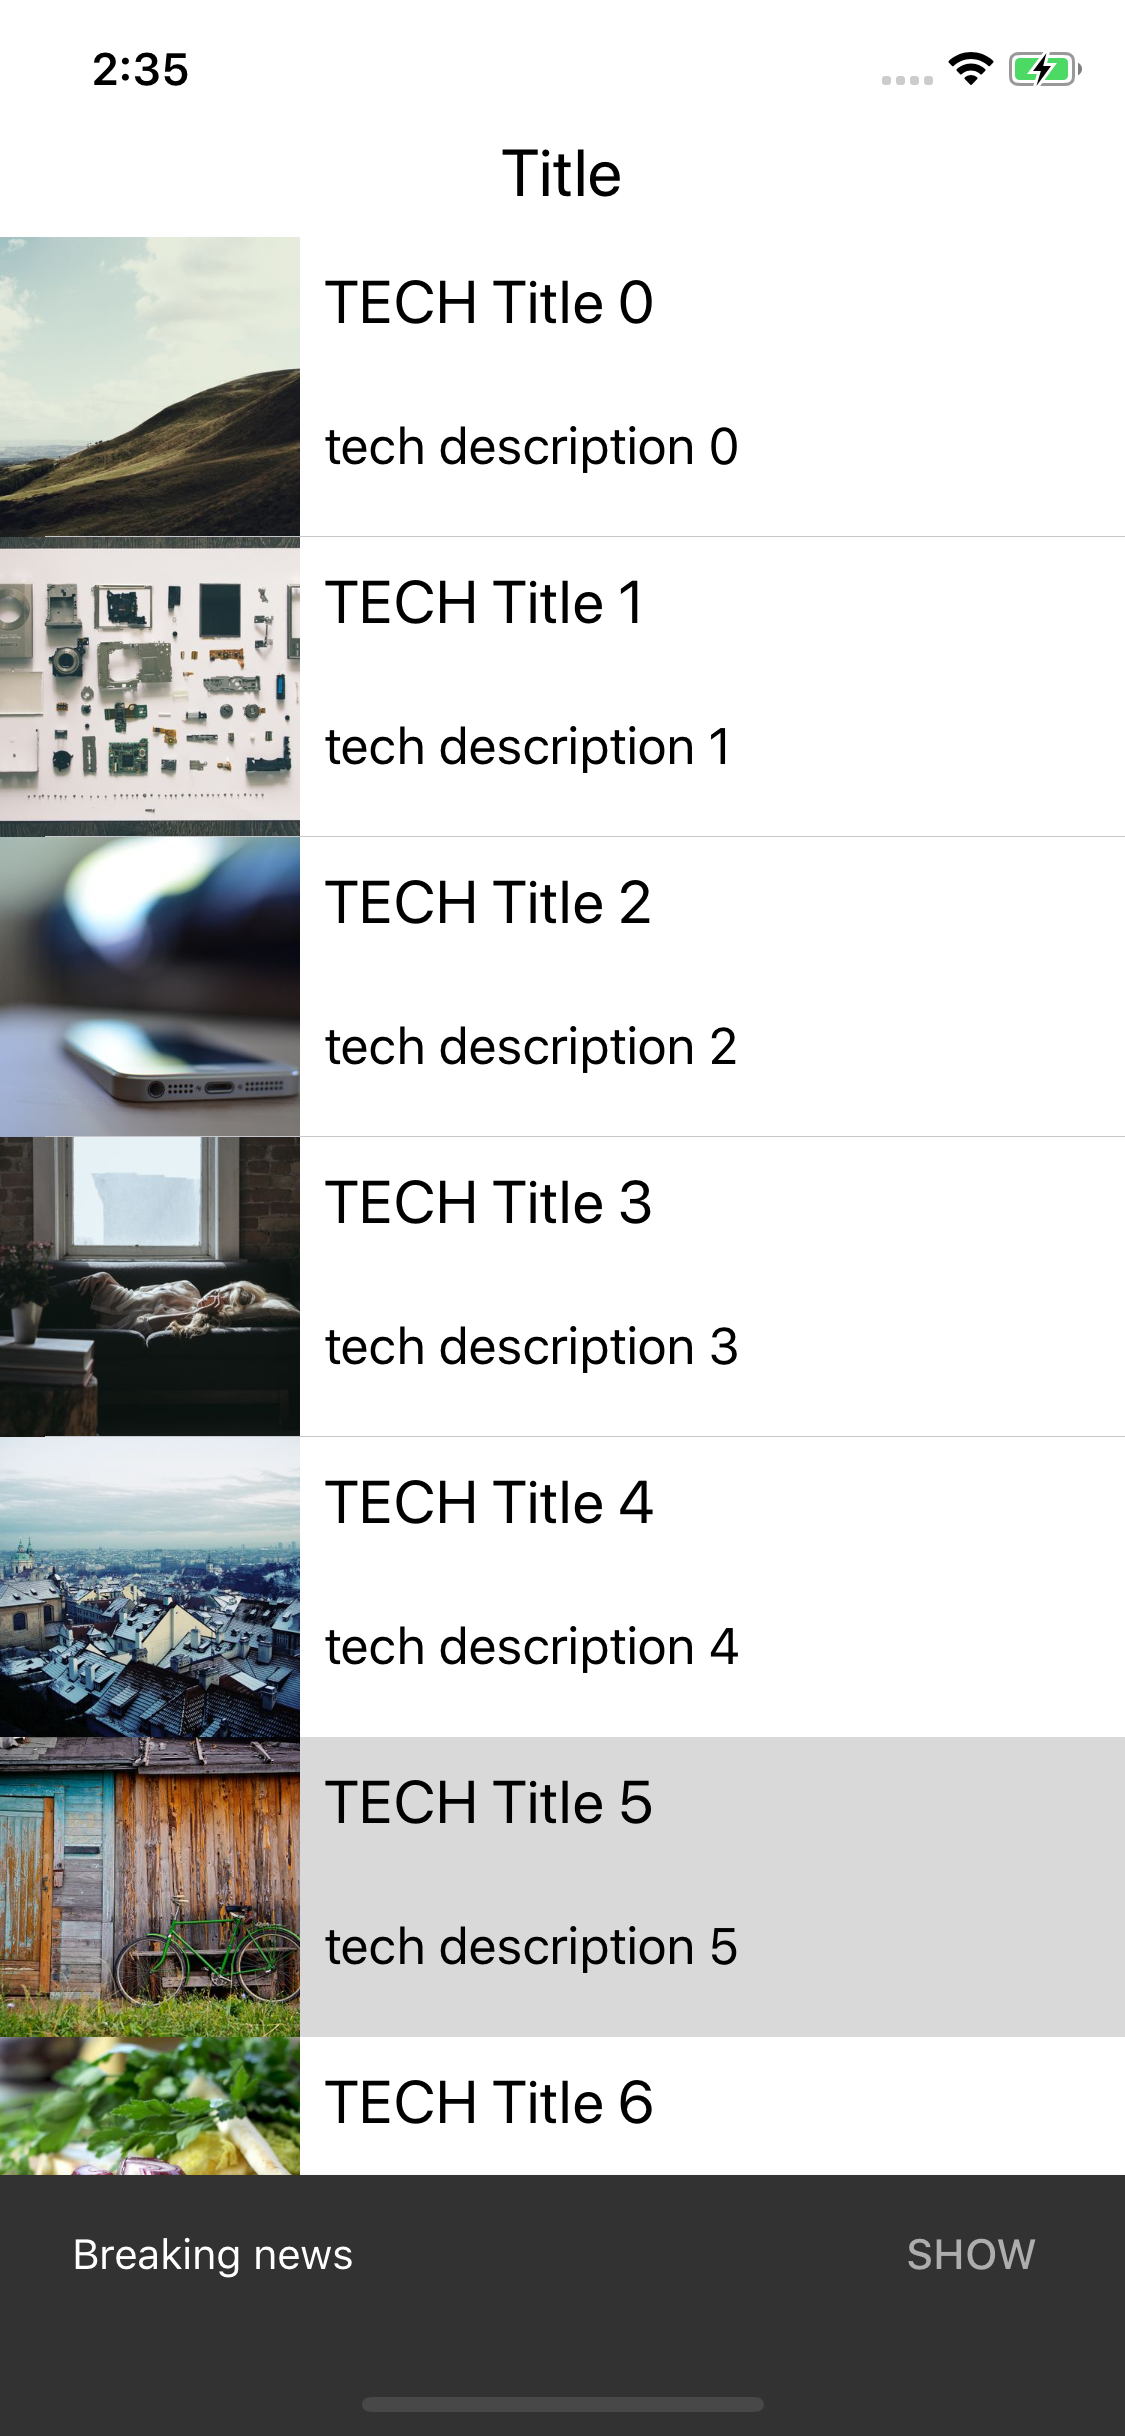 2:35
Title
TECH Title 0
tech description 0
TECH Title 1
tech description 1
TECH Title 2
tech description 2
TECH Title 3
tech description 3
TECH Title 4
tech description 4
TECH Title 5
tech description 5
TECH Title 6
Breaking news SHOW